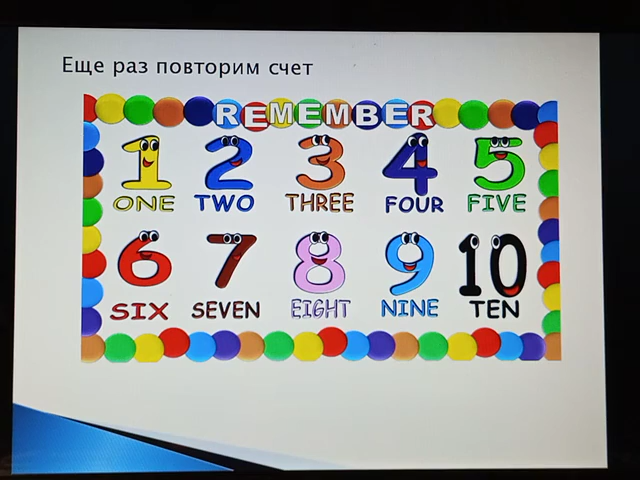 Еще раз повторим счет
REMEMBER
1 2 3 4 5
ONE TWO THREE FOUR FIVE
6 7 8 9 10
SIX SEVEN EIGHT NINE TEN